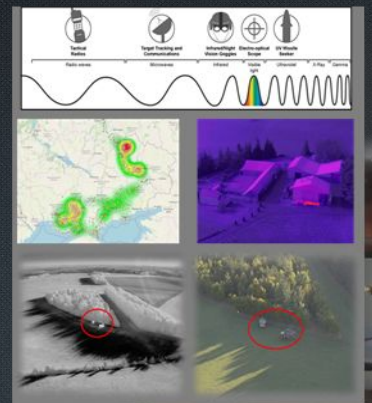 Tactical
Radios
Target Tracking and
Communications
Infrared/Night
Vision Goggles
Electro-optical
Scope
UV Missile
Seeker
Radio waves
Microwaves
Infrared
Visible
light
Ultraviolet
X-Ray
Gamma